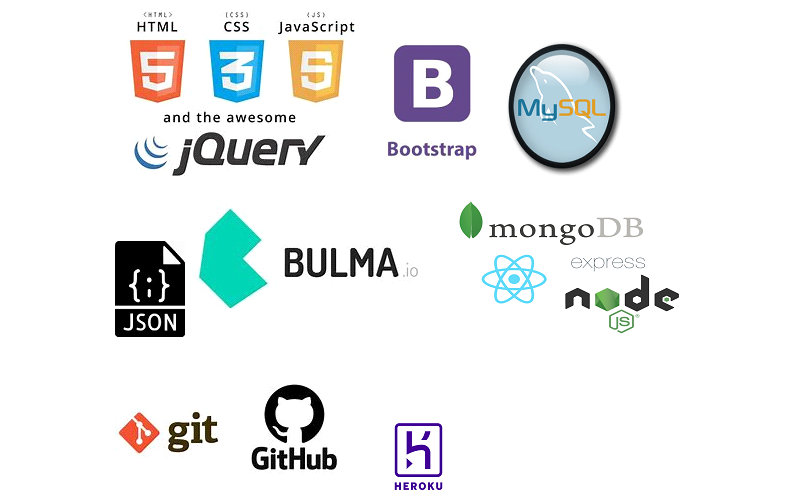 <HTML> <CSS> <JS>
HTML CSS JavaScript
5 3 5
and the awesome
jQuery
B
Bootstrap
MySQL
{;}
JSON
BULMA.io
mongoDB
express
node
JS®
git
GitHub
HEROKU